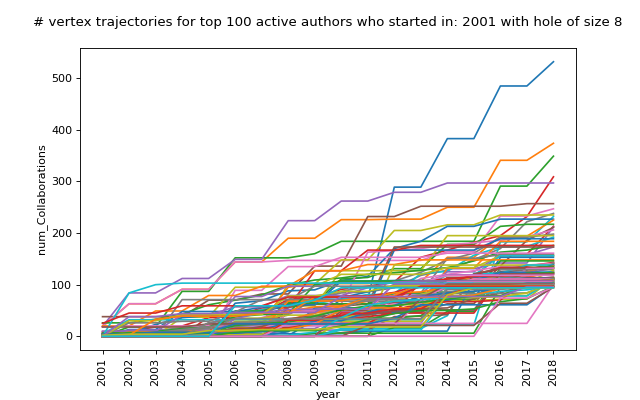 # vertex trajectories for top 100 active authors who started in: 2001 with hole of size 8
500
400
300
200
100
0
num_Collaborations
2001 2002 2003 2004 2005 2006 2007 2008 2009 2010 2011 2012 2013 2014 2015 2016 2017 2018
year